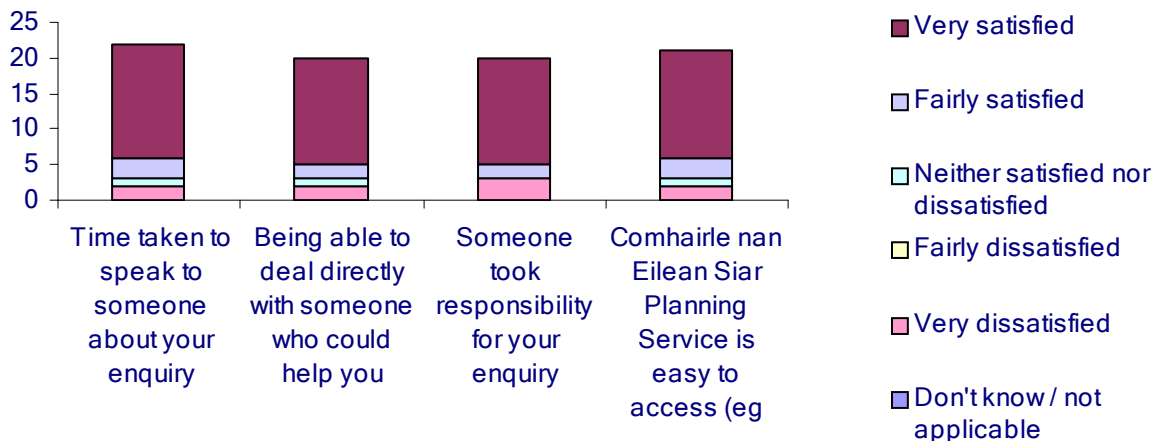 25
20
15
10
5
0
Time taken to
speak to
someone
about your
enquiry
Being able to
deal directly
with someone
who could
help you
Someone
took
responsibility
for your
enquiry
Comhairle nan
Eilean Siar
Planning
Service is
easy to
access (eg
Very satisfied
Fairly satisfied
Neither satisfied nor
dissatisfied
Fairly dissatisfied
Very dissatisfied
Don't know / not
applicable